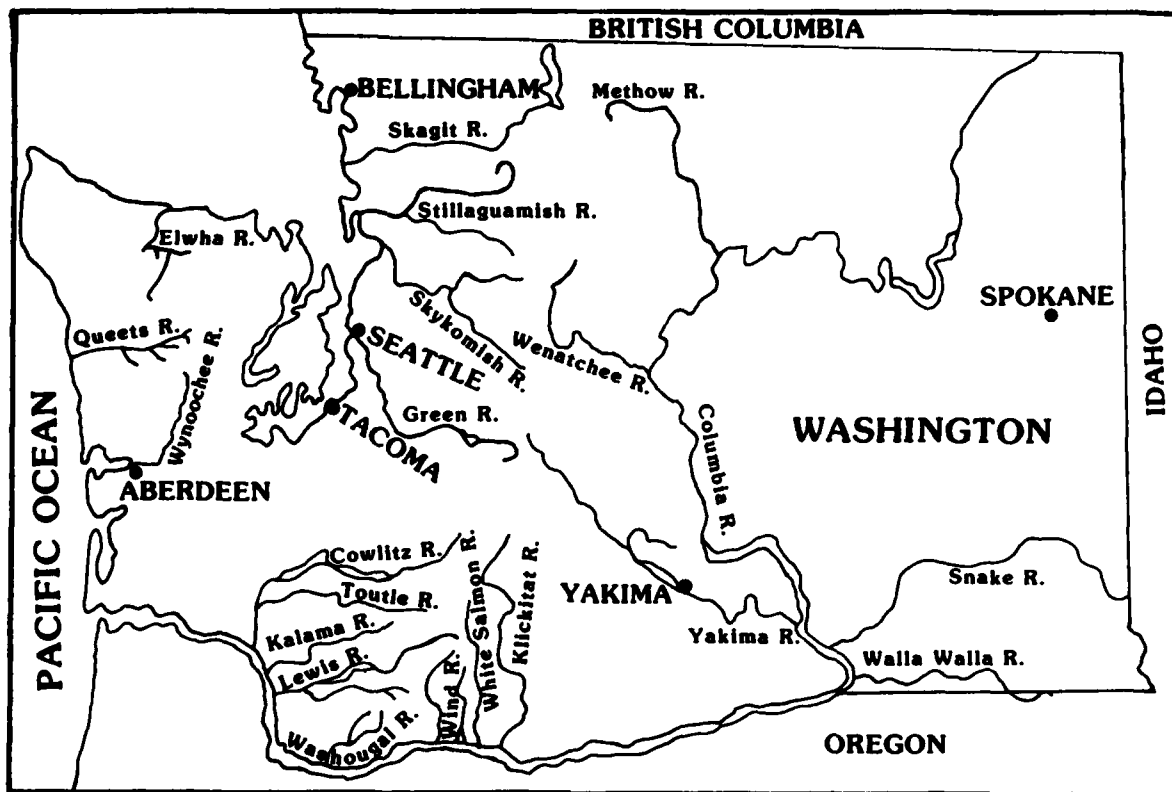 BRITISH COLUMBIA
BELLINGHAM
Methow R.
Skagit R.
Stillaguamish R.
Elwha R.
SPOKANE
Queets R.
Wynoochee R.
SEATTLE
Skykomish R.
Wenatchee R.
IDAHO
TACOMA
Green R.
WASHINGTON
PACIFIC OCEAN
ABERDEEN
Columbia R.
Cowlitz R.
Toutle R.
Kalama R.
Lewis R.
Washougal R.
Wind R.
White Salmon R.
Klickitat R.
YAKIMA
Yakima R.
Snake R.
Walla Walla R.
OREGON